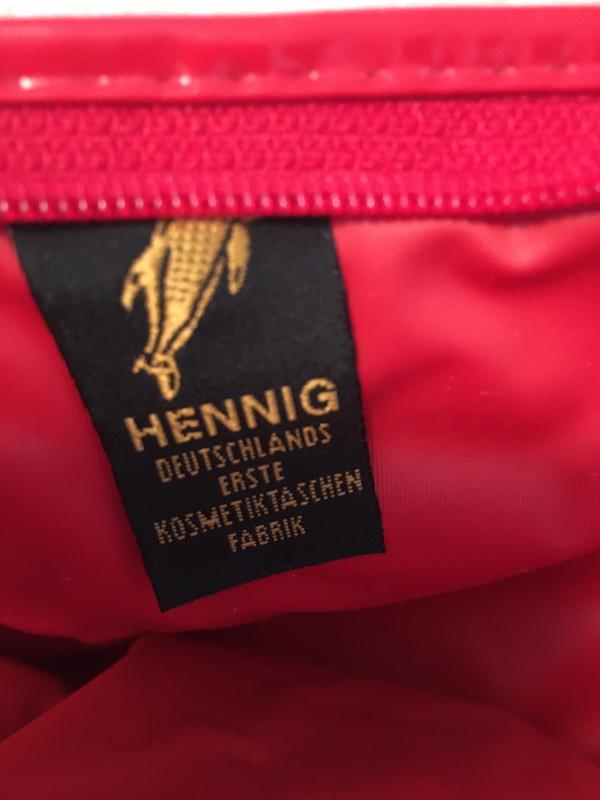 HENNIG
DEUTSCHLANDS
ERSTE
KOSMETIKTASCHEN
FABRIK